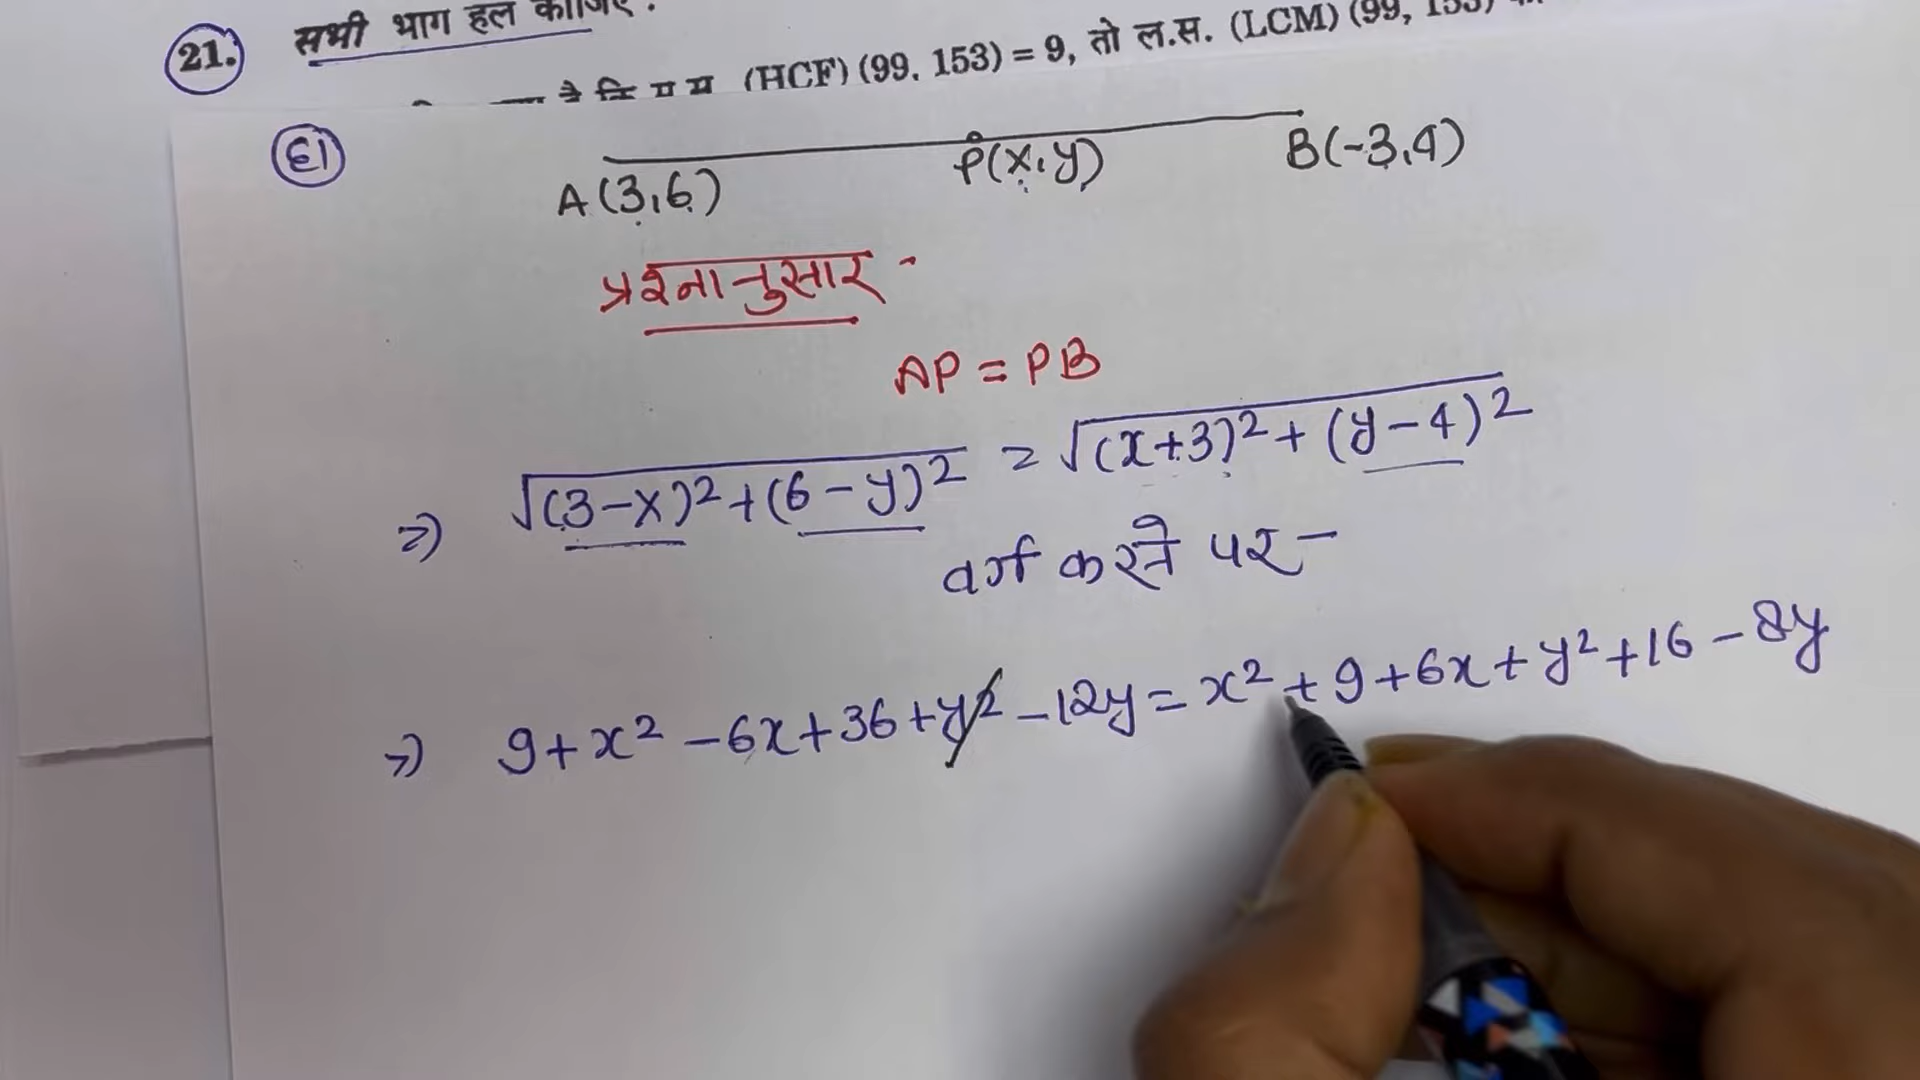 21. सभी भाग हल कीजिए :
(HCF) (99, 153) = 9, तो ल.स. (LCM) (99, 153)
A(3,6) P(x,y) B(-3,4)
प्रश्नानुसार -
AP = PB
⇒ √(3-x)² + (6-y)² = √(x+3)² + (y-4)²
वर्ग करने पर -
⇒ 9 + x² - 6x + 36 + y² - 12y = x² + 9 + 6x + y² + 16 - 8y